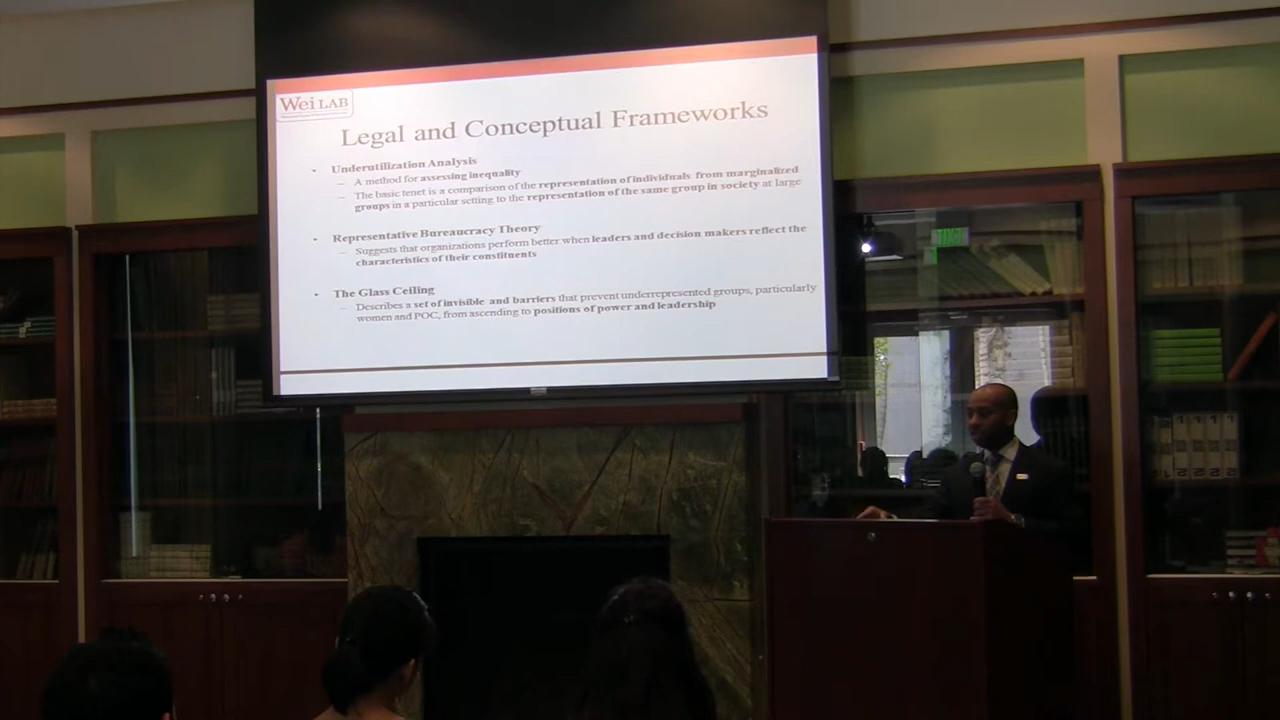 Wei LAB
Legal and Conceptual Frameworks
• Underutilization Analysis
– A method for assessing inequality
– The basic tenet is a comparison of the representation of individuals from marginalized
groups in a particular setting to the representation of the same group in society at large
• Representative Bureaucracy Theory
– Suggests that organizations perform better when leaders and decision makers reflect the
characteristics of their constituents
• The Glass Ceiling
– Describes a set of invisible and barriers that prevent underrepresented groups, particularly
women and POC, from ascending to positions of power and leadership
EXIT